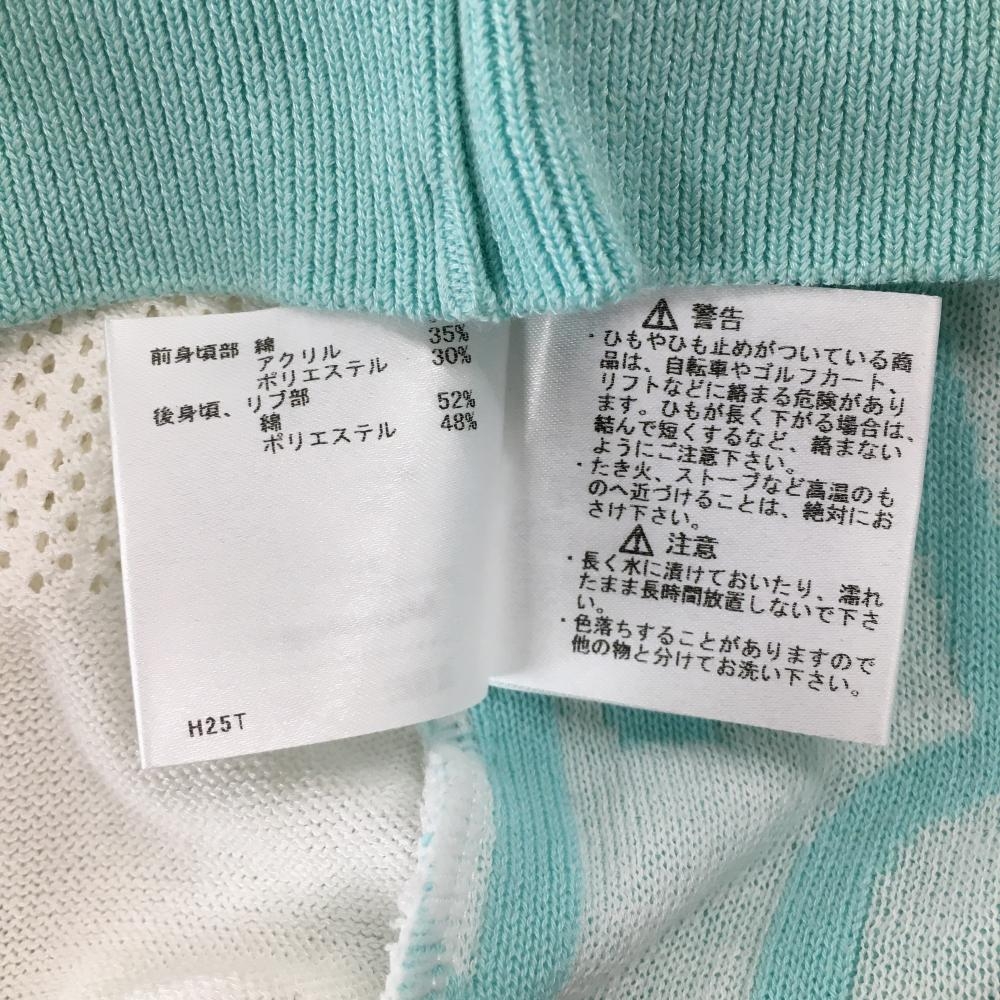 前身頃部 綿
アクリル 35%
ポリエステル 30%
後身頃、リブ部
綿 52%
ポリエステル 48%
H25T
警告
・ひもやひも止めがついている商
品は、自転車やゴルフカート、
リフトなどに絡まる危険があり
ます。ひもが長く下がる場合は、
結んで短くするなど、絡まない
ようにご注意下さい。
・たき火、ストーブなど高温のも
のへ近づけることは、絶対にお
さけ下さい。
注意
・長く水に漬けておいたり、濡れ
たまま長時間放置しないで下さ
い。
・色落ちすることがありますので
他の物と分けてお洗い下さい。